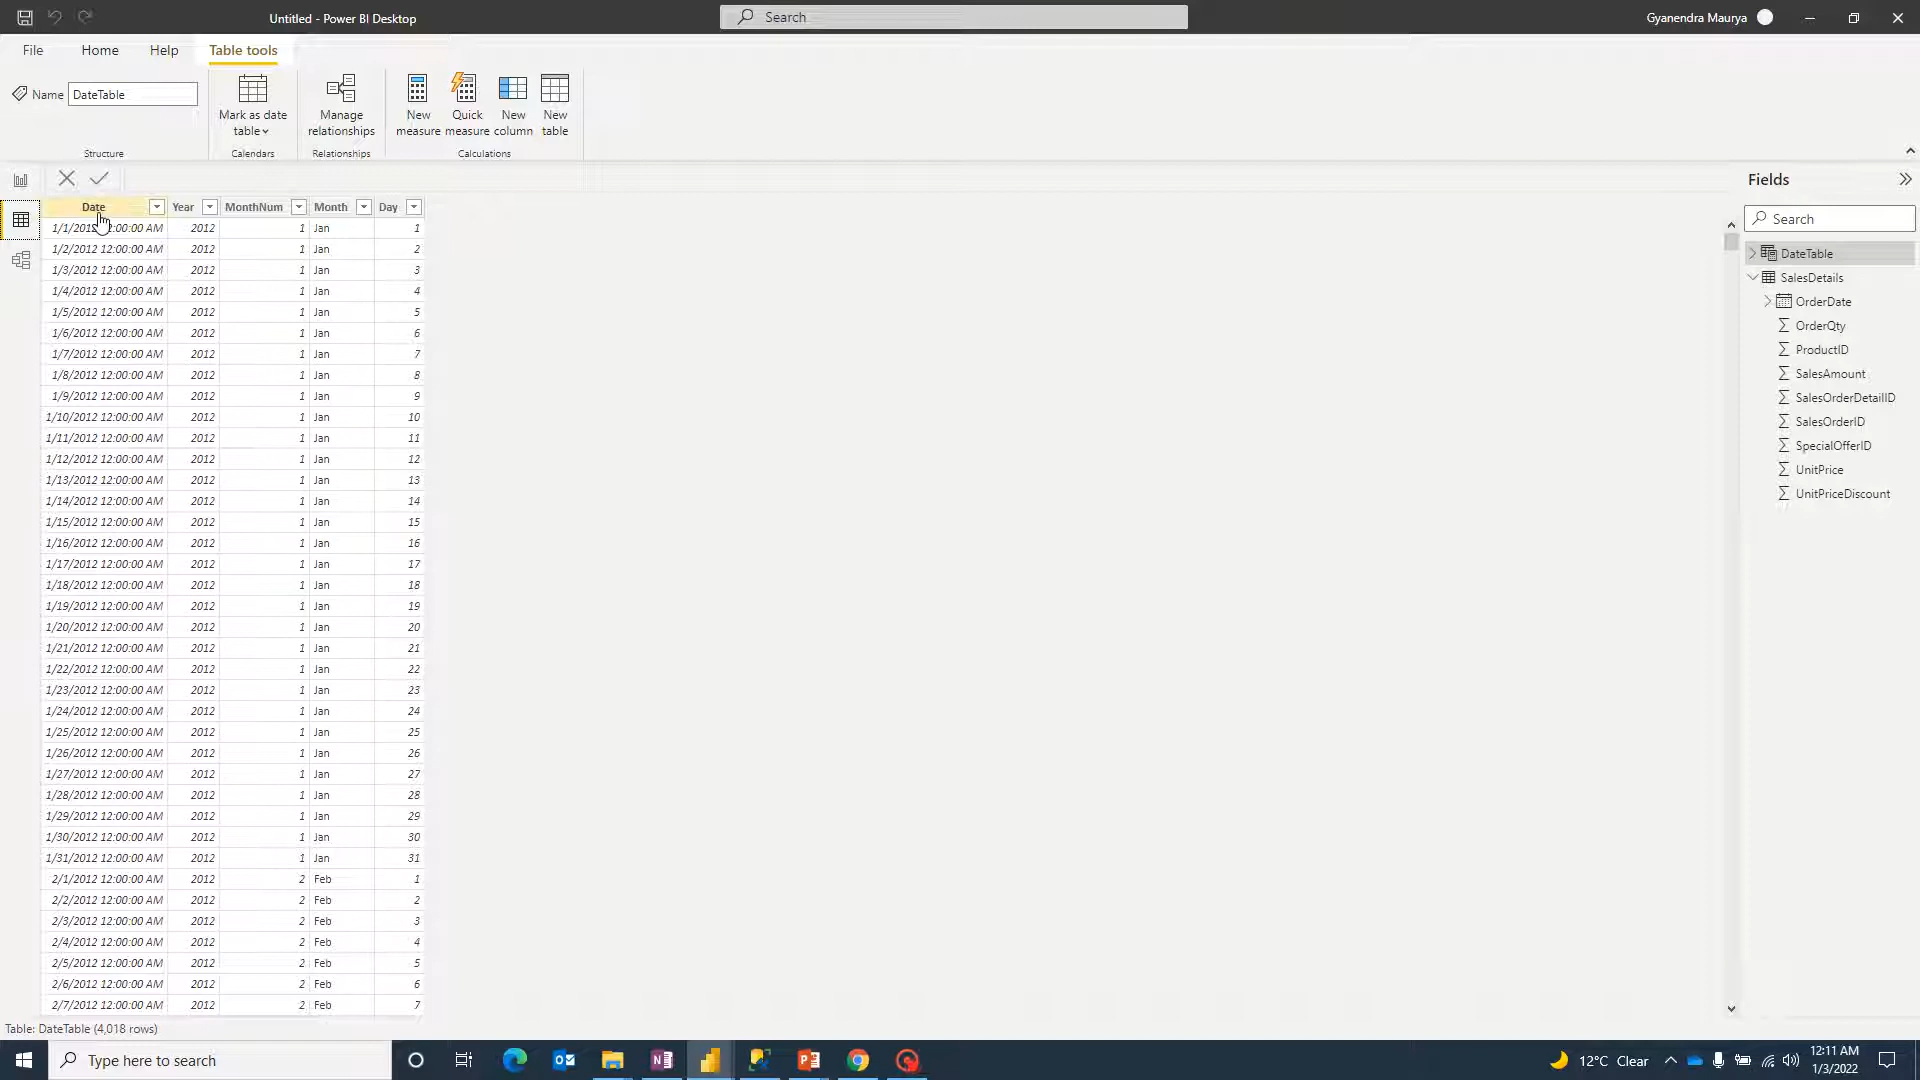 Untitled - Power BI Desktop
Search
Gyanendra Maurya
File
Home
Help
Table tools
Name
DateTable
Mark as date table
Manage relationships
New measure
Quick measure
New column
New table
Structure
Calendars
Relationships
Calculations
Date Year MonthNum Month Day
12:00:00 AM 2012 1 Jan 1
1/2/2012 12:00:00 AM 2012 1 Jan 2
1/3/2012 12:00:00 AM 2012 1 Jan 3
1/4/2012 12:00:00 AM 2012 1 Jan 4
1/5/2012 12:00:00 AM 2012 1 Jan 5
1/6/2012 12:00:00 AM 2012 1 Jan 6
1/7/2012 12:00:00 AM 2012 1 Jan 7
1/8/2012 12:00:00 AM 2012 1 Jan 8
1/9/2012 12:00:00 AM 2012 1 Jan 9
1/10/2012 12:00:00 AM 2012 1 Jan 10
1/11/2012 12:00:00 AM 2012 1 Jan 11
1/12/2012 12:00:00 AM 2012 1 Jan 12
1/13/2012 12:00:00 AM 2012 1 Jan 13
1/14/2012 12:00:00 AM 2012 1 Jan 14
1/15/2012 12:00:00 AM 2012 1 Jan 15
1/16/2012 12:00:00 AM 2012 1 Jan 16
1/17/2012 12:00:00 AM 2012 1 Jan 17
1/18/2012 12:00:00 AM 2012 1 Jan 18
1/19/2012 12:00:00 AM 2012 1 Jan 19
1/20/2012 12:00:00 AM 2012 1 Jan 20
1/21/2012 12:00:00 AM 2012 1 Jan 21
1/22/2012 12:00:00 AM 2012 1 Jan 22
1/23/2012 12:00:00 AM 2012 1 Jan 23
1/24/2012 12:00:00 AM 2012 1 Jan 24
1/25/2012 12:00:00 AM 2012 1 Jan 25
1/26/2012 12:00:00 AM 2012 1 Jan 26
1/27/2012 12:00:00 AM 2012 1 Jan 27
1/28/2012 12:00:00 AM 2012 1 Jan 28
1/29/2012 12:00:00 AM 2012 1 Jan 29
1/30/2012 12:00:00 AM 2012 1 Jan 30
1/31/2012 12:00:00 AM 2012 1 Jan 31
2/1/2012 12:00:00 AM 2012 2 Feb 1
2/2/2012 12:00:00 AM 2012 2 Feb 2
2/3/2012 12:00:00 AM 2012 2 Feb 3
2/4/2012 12:00:00 AM 2012 2 Feb 4
2/5/2012 12:00:00 AM 2012 2 Feb 5
2/6/2012 12:00:00 AM 2012 2 Feb 6
2/7/2012 12:00:00 AM 2012 2 Feb 7
Fields
Search
DateTable
SalesDetails
OrderDate
OrderQty
ProductID
SalesAmount
SalesOrderDetailID
SalesOrderID
SpecialOfferID
UnitPrice
UnitPriceDiscount
Table: DateTable (4,018 rows)
Type here to search
12°C Clear
12:11 AM
1/3/2022